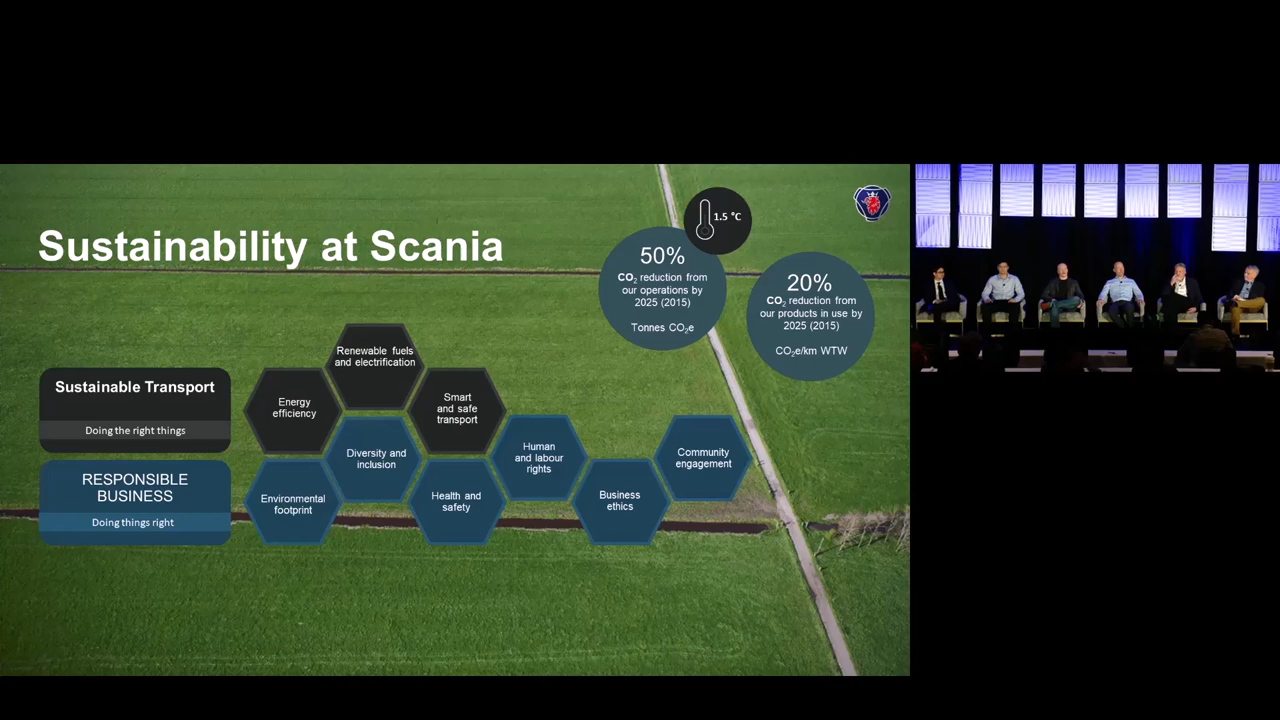 Sustainability at Scania
1.5 °C
50%
CO₂ reduction from
our operations by
2025 (2015)
Tonnes CO₂e
20%
CO₂ reduction from
our products in use by
2025 (2015)
CO₂e/km WTW
Sustainable Transport
Doing the right things
Energy
efficiency
Renewable fuels
and electrification
Smart
and safe
transport
RESPONSIBLE
BUSINESS
Doing things right
Environmental
footprint
Diversity and
inclusion
Health and
safety
Human
and labour
rights
Business
ethics
Community
engagement